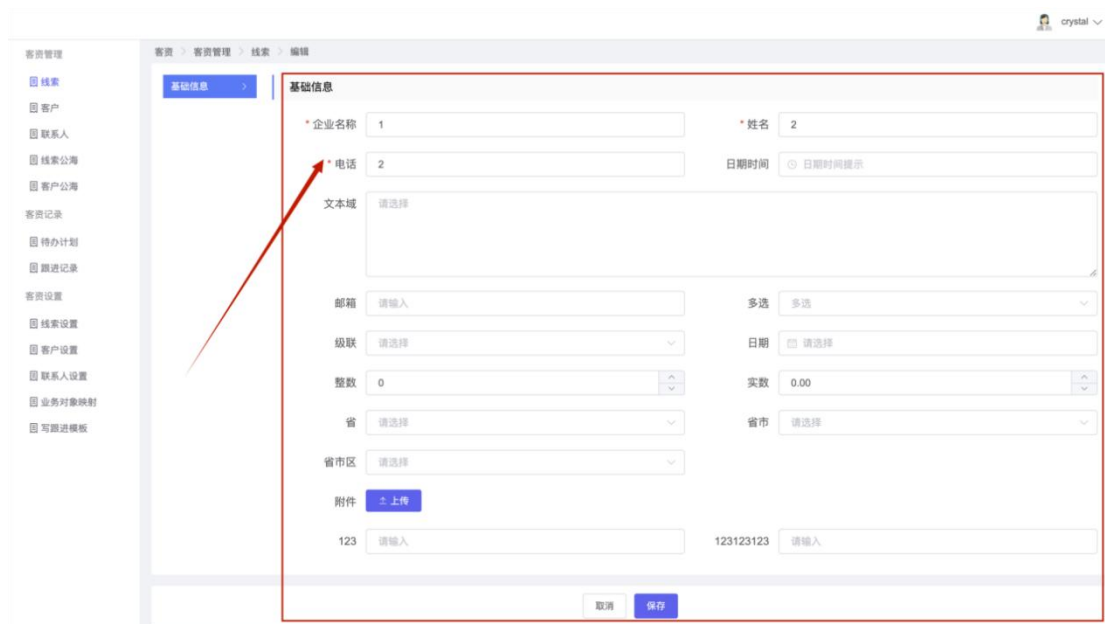 crystal
客资管理
线索
客户
联系人
线索公海
客户公海
客资记录
待办计划
跟进记录
客资设置
线索设置
客户设置
联系人设置
业务对象映射
写跟进模板
客资 > 客资管理 > 线索 > 编辑
基础信息 >
基础信息
* 企业名称 1 * 姓名 2
* 电话 2 日期时间 日期时间提示
文本域 请选择
邮箱 请输入 多选 多选
级联 请选择 日期 请选择
整数 0 实数 0.00
省 请选择 省市 请选择
省市区 请选择
附件 上传
123 请输入 123123123 请输入
取消 保存